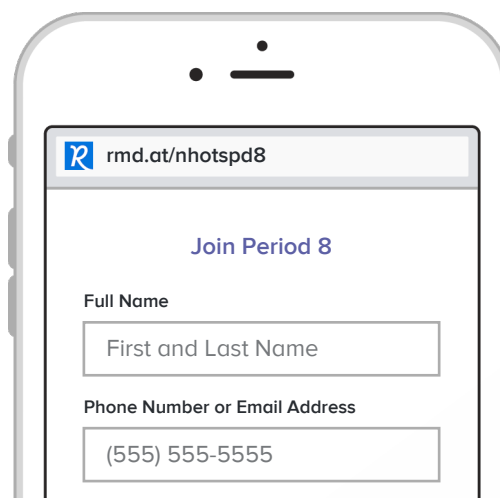 rmd.at/nhotspd8
Join Period 8
Full Name
First and Last Name
Phone Number or Email Address
(555) 555-5555